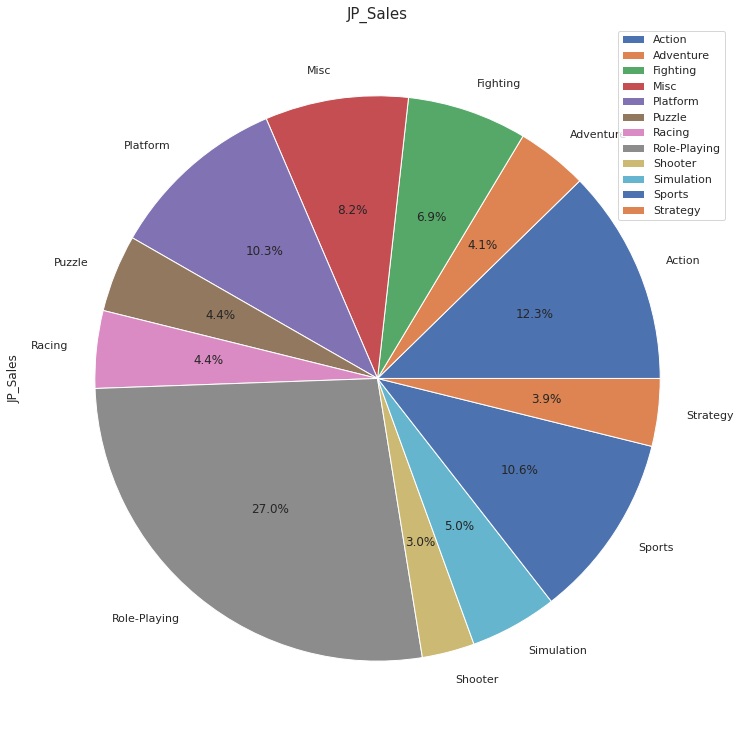 JP_Sales
Action
Adventure
Fighting
Misc
Platform
Puzzle
Racing
Role-Playing
Shooter
Simulation
Sports
Strategy
Misc
Fighting
Adventure
Platform
Action
Puzzle
Racing
Role-Playing
Shooter
Simulation
Sports
Strategy
8.2%
6.9%
4.1%
10.3%
12.3%
4.4%
4.4%
3.9%
10.6%
27.0%
5.0%
3.0%
JP_Sales